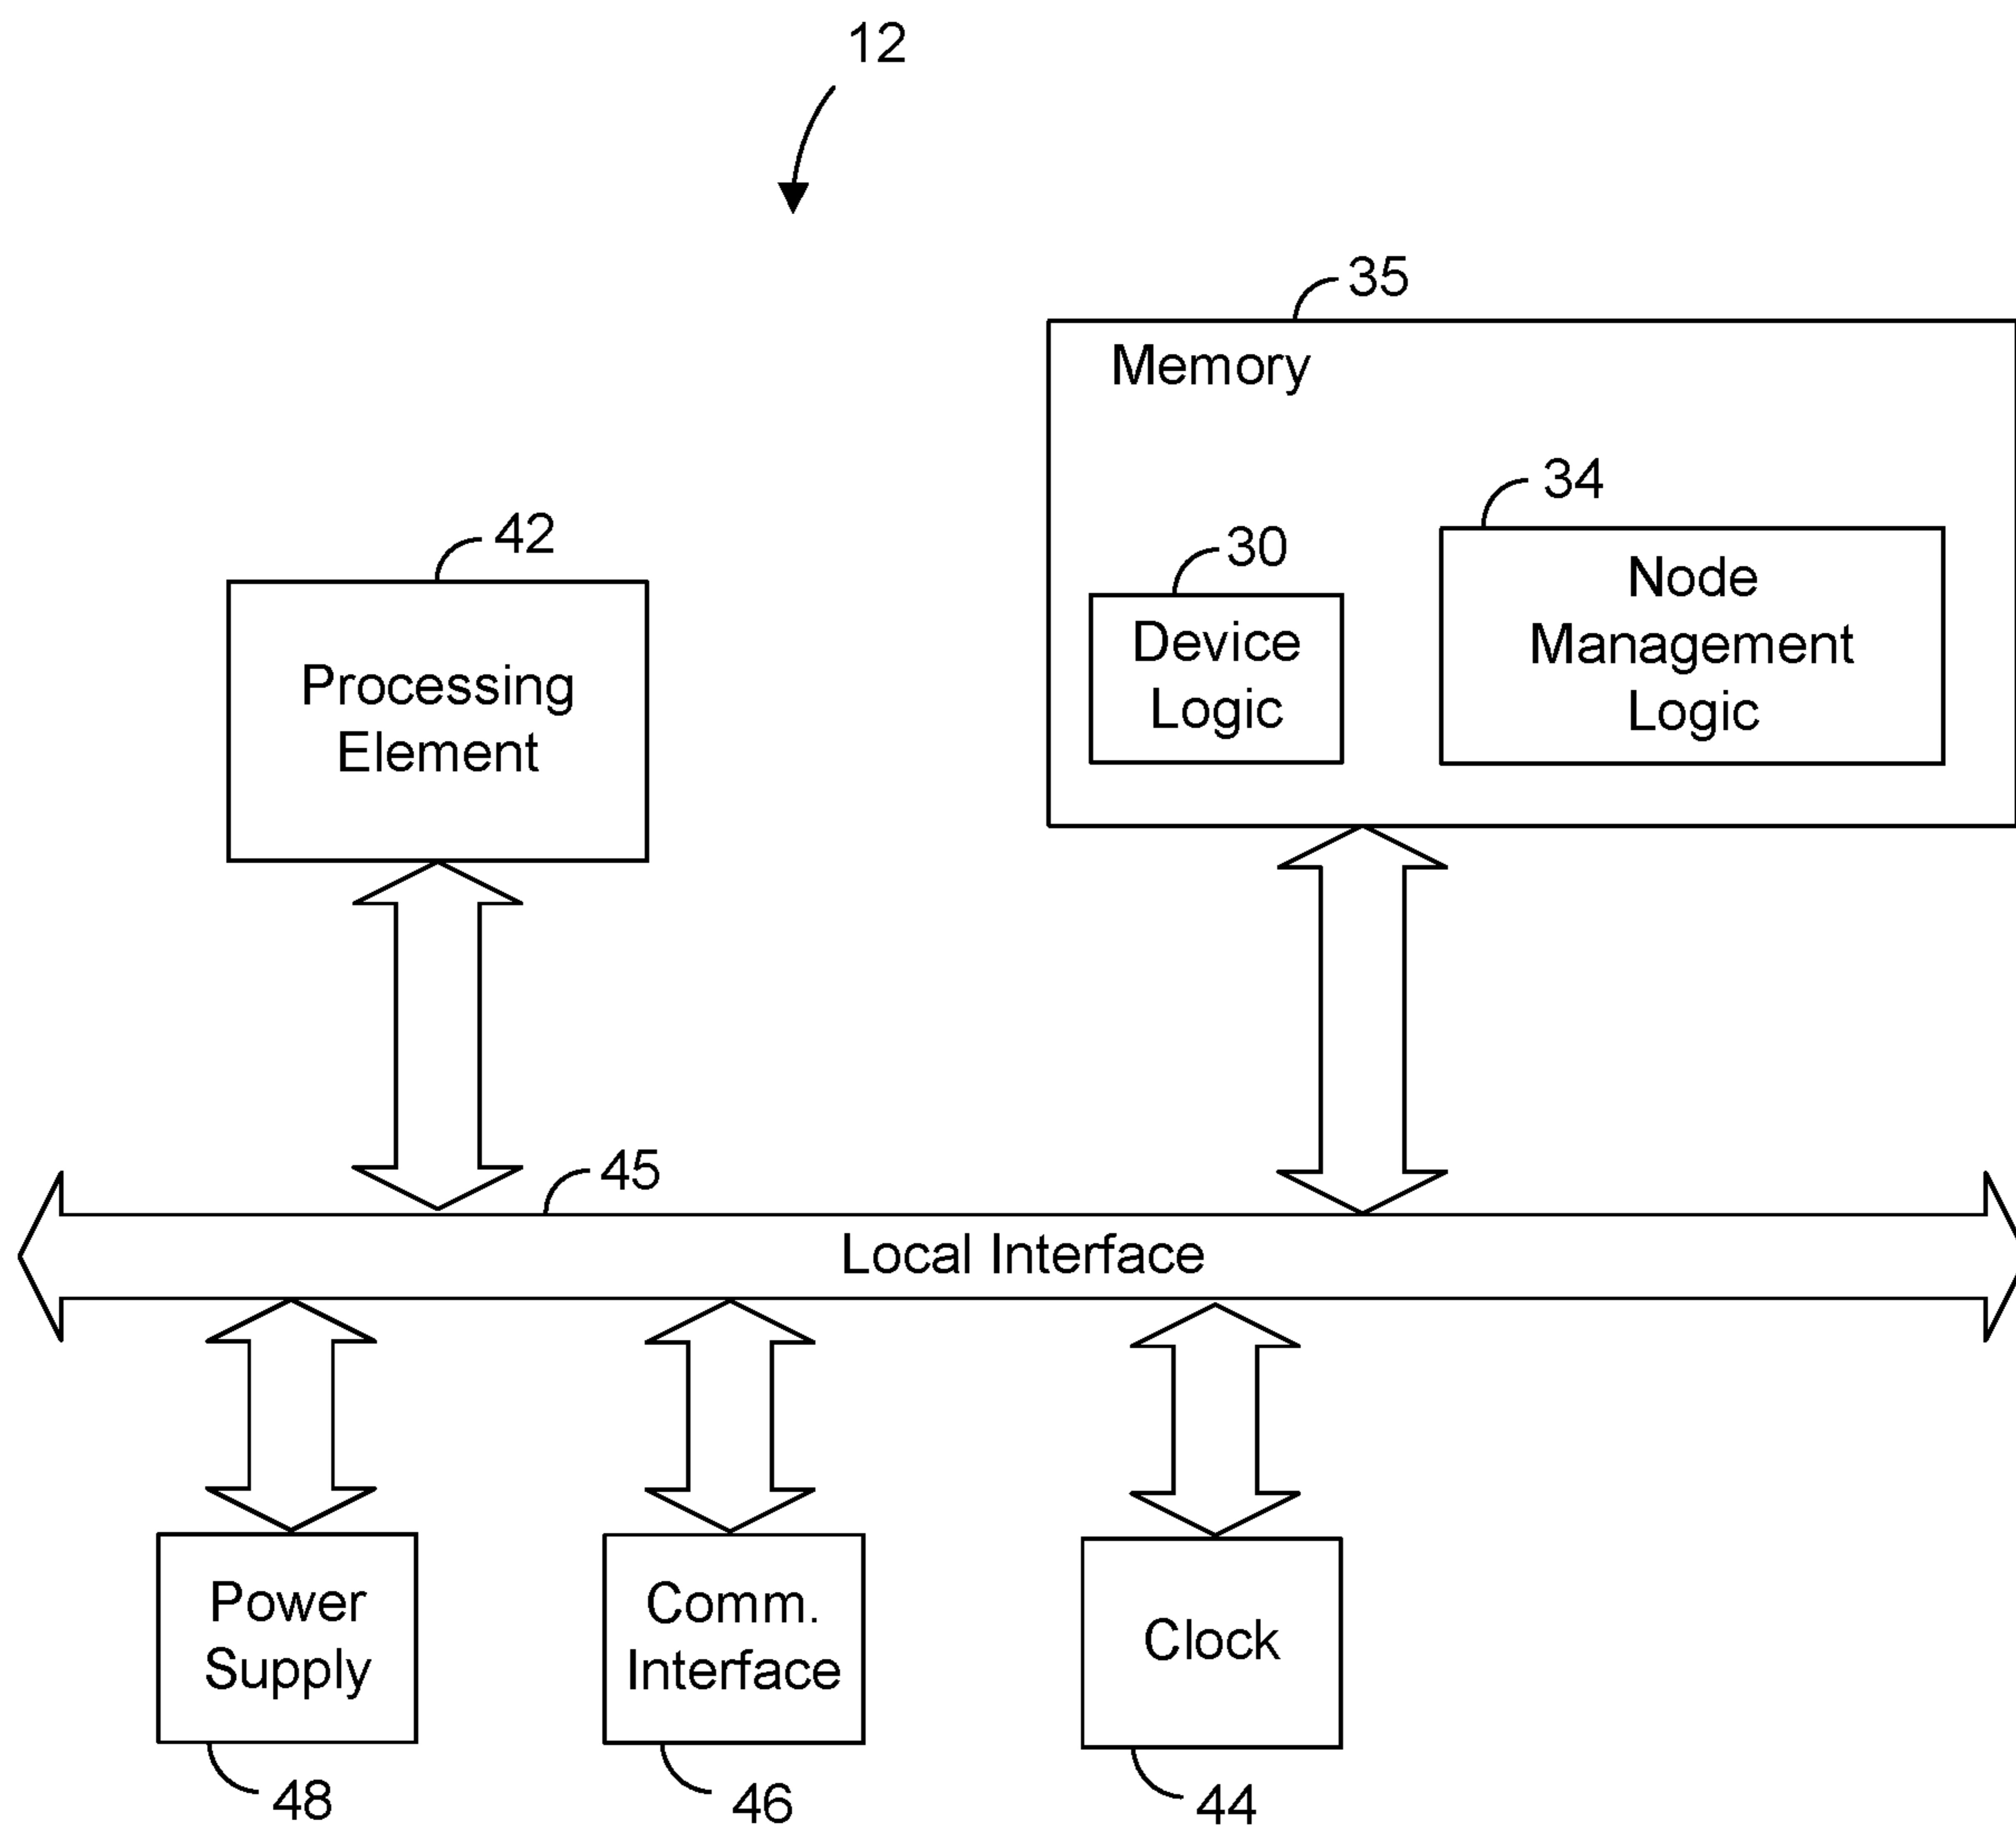 12
35
Memory
34
Node
Management
Logic
30
Device
Logic
42
Processing
Element
45
Local Interface
Power
Supply
48
Comm.
Interface
46
Clock
44